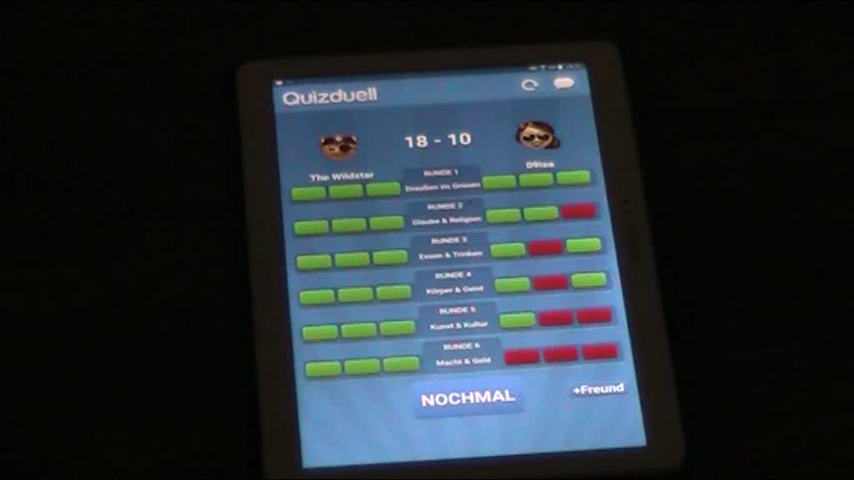 Quizduell
18 - 10
The Wildster
D9isa
RUNDE 1
Draußen im Grünen
RUNDE 2
Glaube & Religion
RUNDE 3
Essen & Trinken
RUNDE 4
Körper & Geist
RUNDE 5
Kunst & Kultur
RUNDE 6
Macht & Geld
NOCHMAL
+Freund